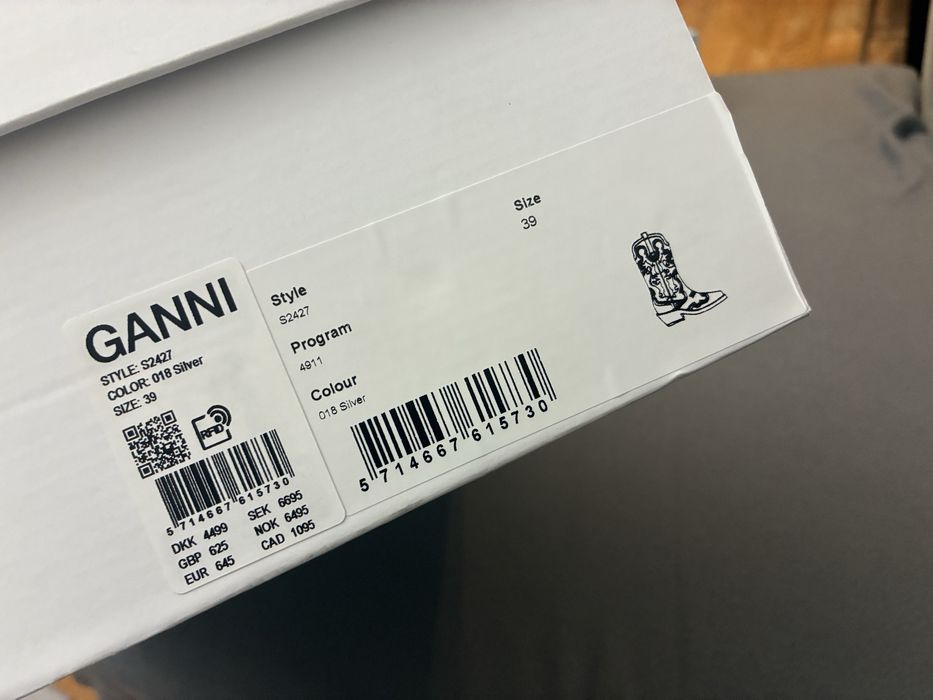 GANNI
STYLE: S2427
COLOR: 018 Silver
SIZE: 39
RFID
5 714667 615730
DKK 4499 SEK 6695
GBP 625 NOK 6495
EUR 645 CAD 1095
Style
S2427
Program
4911
Colour
018 Silver
5 714667 615730
Size
39